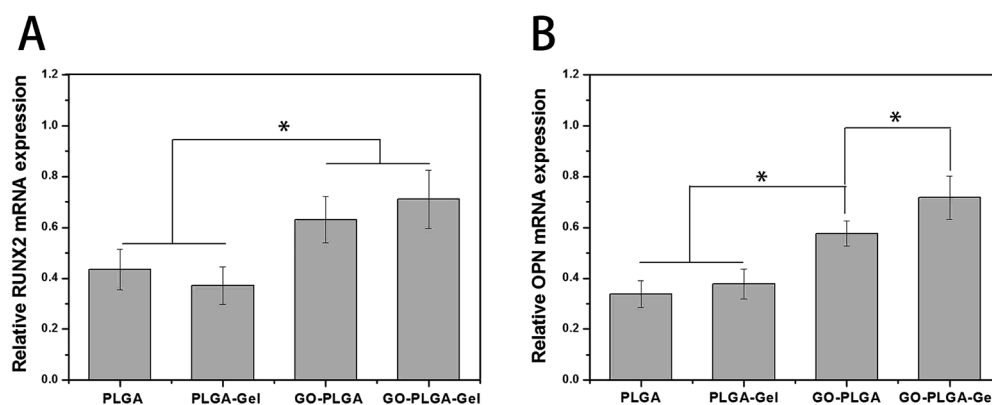 A
Relative RUNX2 mRNA expression
1.2
1.0
0.8
0.6
0.4
0.2
0.0
*
PLGA PLGA-Gel GO-PLGA GO-PLGA-Gel
B
Relative OPN mRNA expression
1.2
1.0
0.8
0.6
0.4
0.2
0.0
*
*
PLGA PLGA-Gel GO-PLGA GO-PLGA-Gel